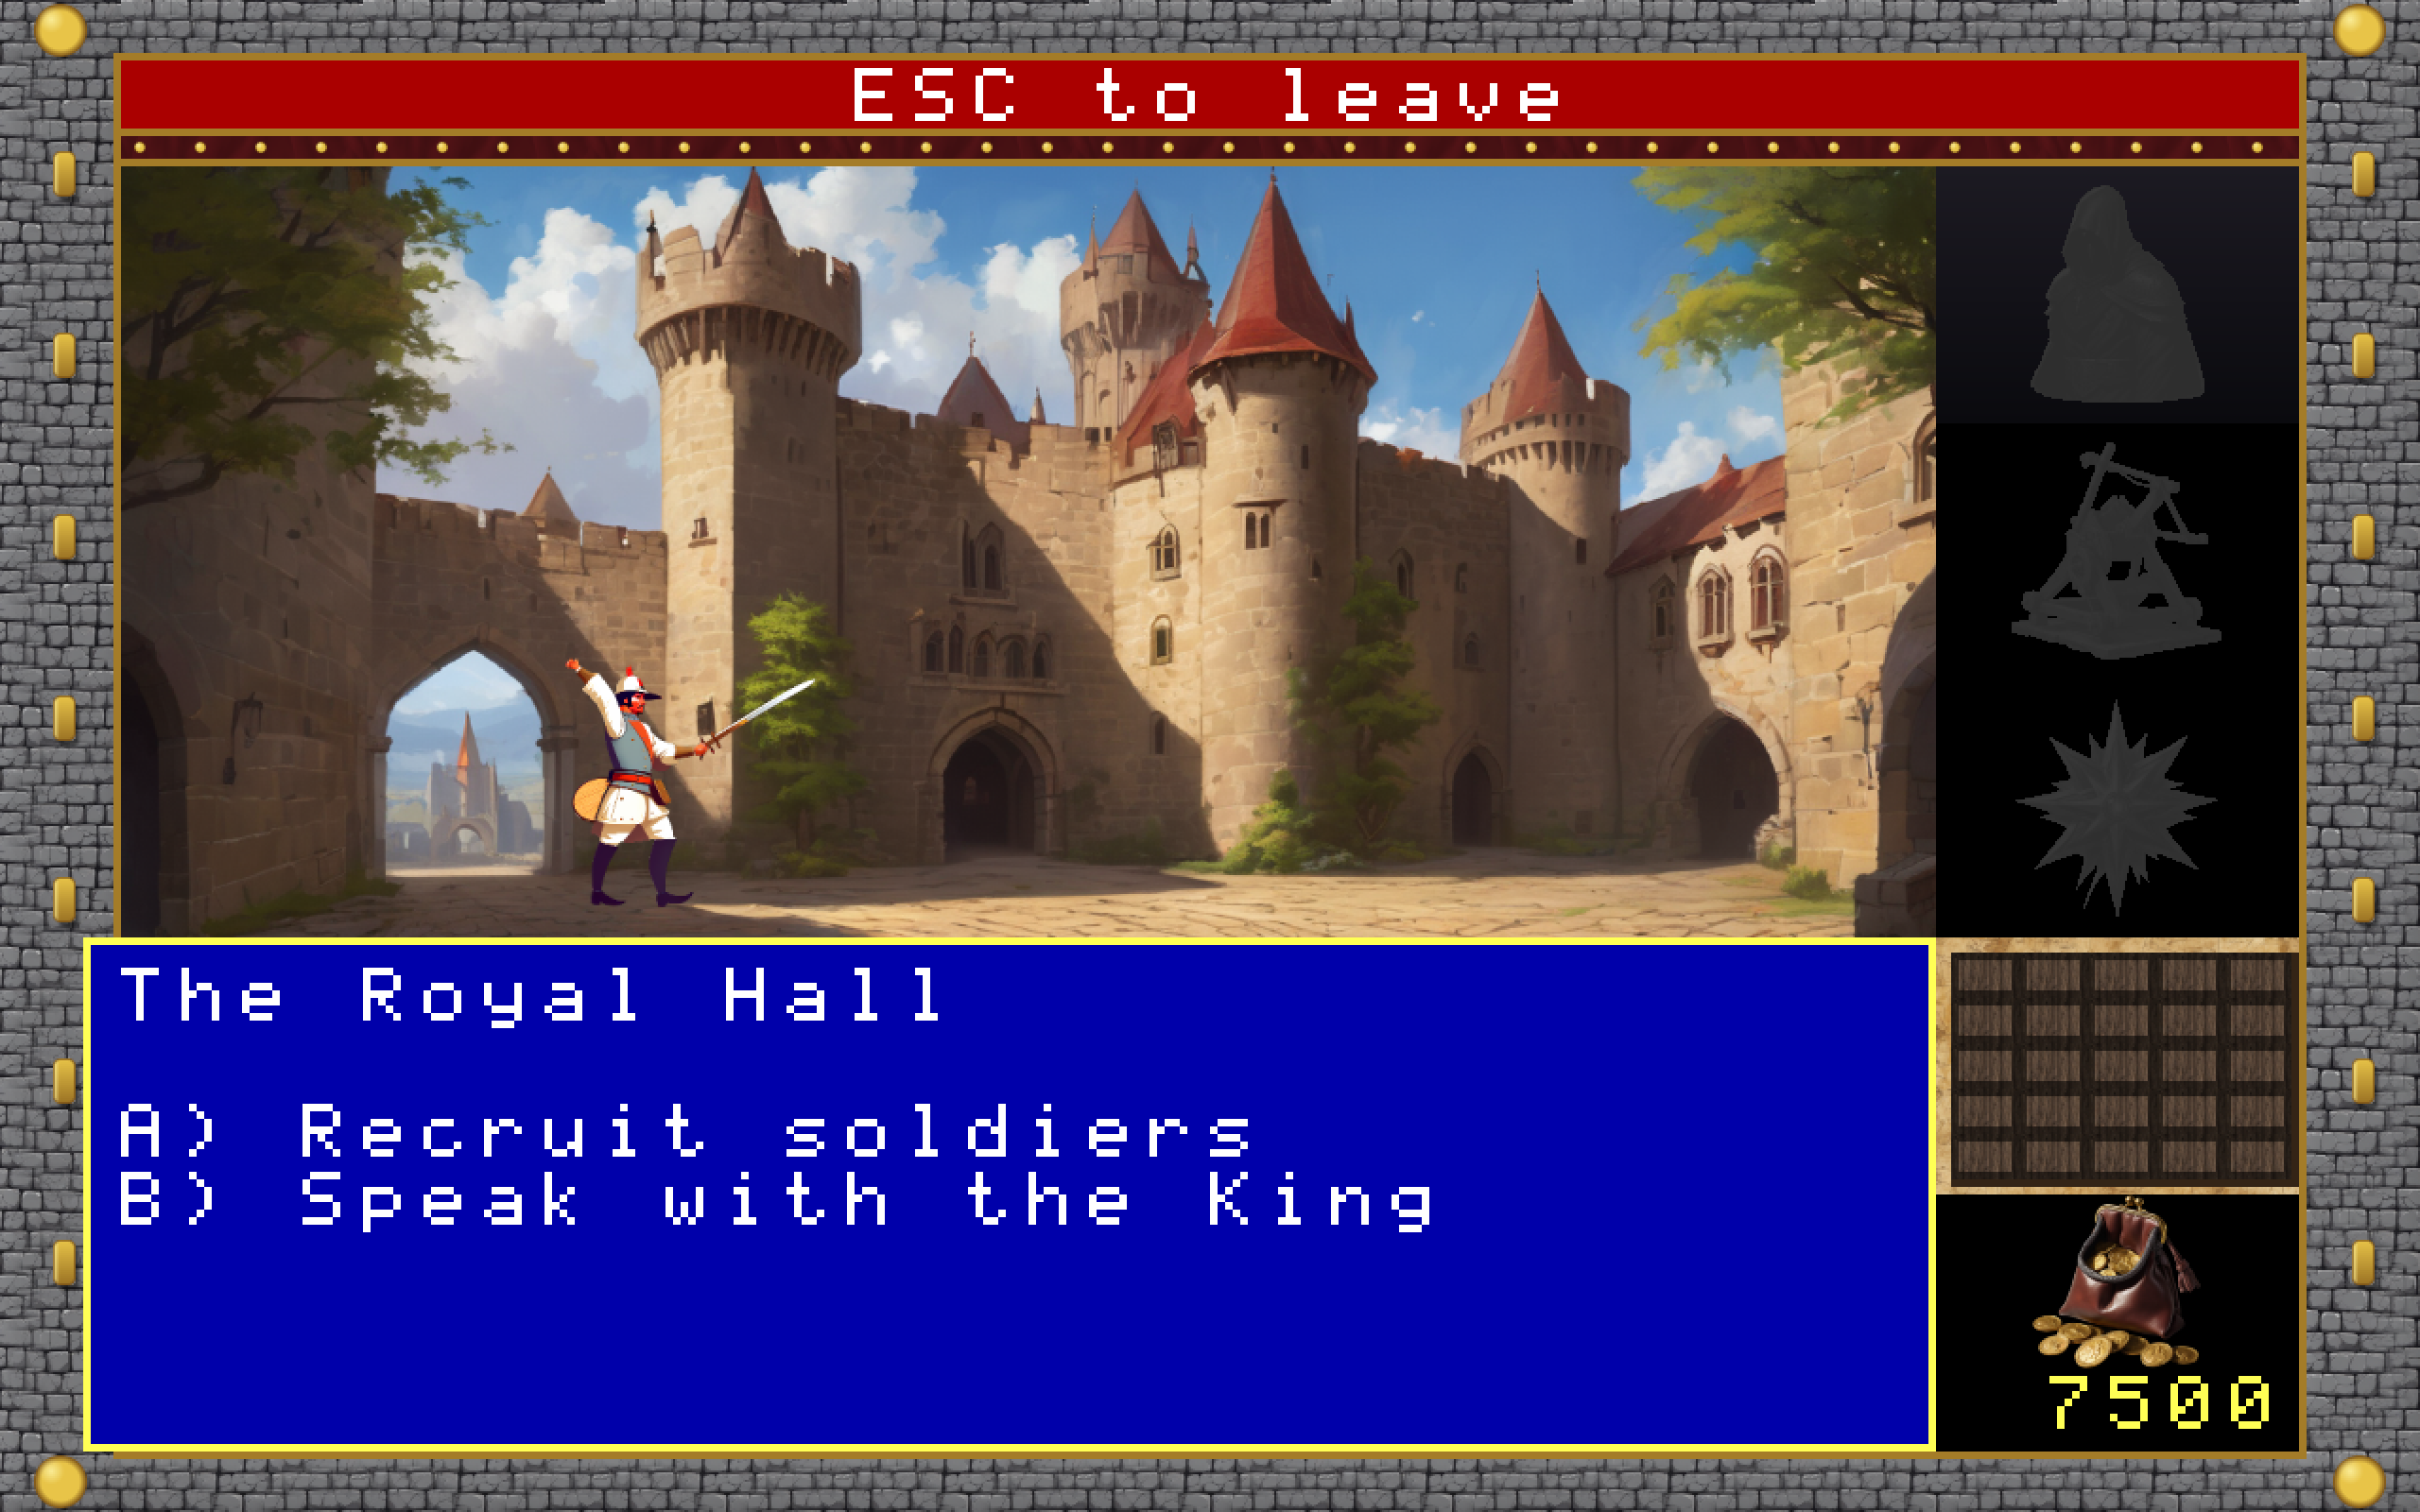 ESC to leave
The Royal Hall
A) Recruit soldiers
B) Speak with the King
7500